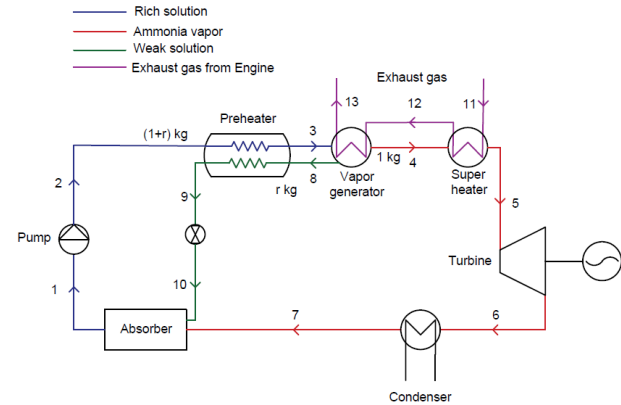 Rich solution
Ammonia vapor
Weak solution
Exhaust gas from Engine
Exhaust gas
13
12
11
Preheater
(1+r) kg
3
1 kg
4
8
r kg
Vapor
generator
Super
heater
2
9
5
Pump
Turbine
1
10
Absorber
7
6
Condenser